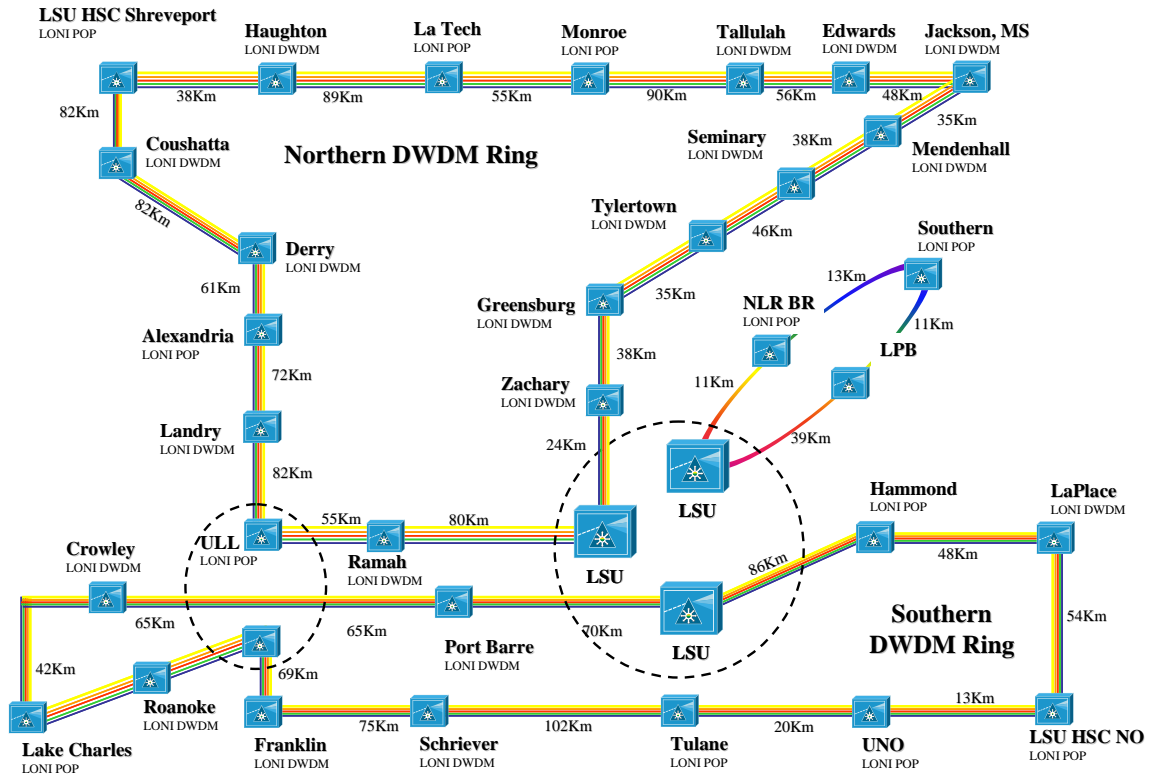 LSU HSC Shreveport
LONI POP
Haughton
LONI DWDM
La Tech
LONI POP
Monroe
LONI POP
Tallulah
LONI DWDM
Edwards
LONI DWDM
Jackson, MS
LONI DWDM
38Km
89Km
55Km
90Km
56Km
48Km
82Km
35Km
Coushatta
LONI DWDM
Northern DWDM Ring
Seminary
LONI DWDM
38Km
Mendenhall
LONI DWDM
82Km
Tylertown
LONI DWDM
46Km
Southern
LONI POP
Derry
LONI DWDM
61Km
35Km
13Km
Greensburg
LONI DWDM
NLR BR
LONI POP
11Km
Alexandria
LONI POP
38Km
LPB
72Km
Zachary
LONI DWDM
11Km
Landry
LONI DWDM
24Km
39Km
82Km
LSU
Hammond
LONI POP
LaPlace
LONI DWDM
55Km
80Km
ULL
LONI POP
Ramah
LONI DWDM
LSU
86Km
48Km
Crowley
LONI DWDM
65Km
65Km
70Km
Southern
DWDM Ring
54Km
Port Barre
LONI DWDM
LSU
42Km
69Km
Roanoke
LONI DWDM
13Km
75Km
102Km
20Km
Lake Charles
LONI POP
Franklin
LONI DWDM
Schriever
LONI DWDM
Tulane
LONI POP
UNO
LONI POP
LSU HSC NO
LONI POP